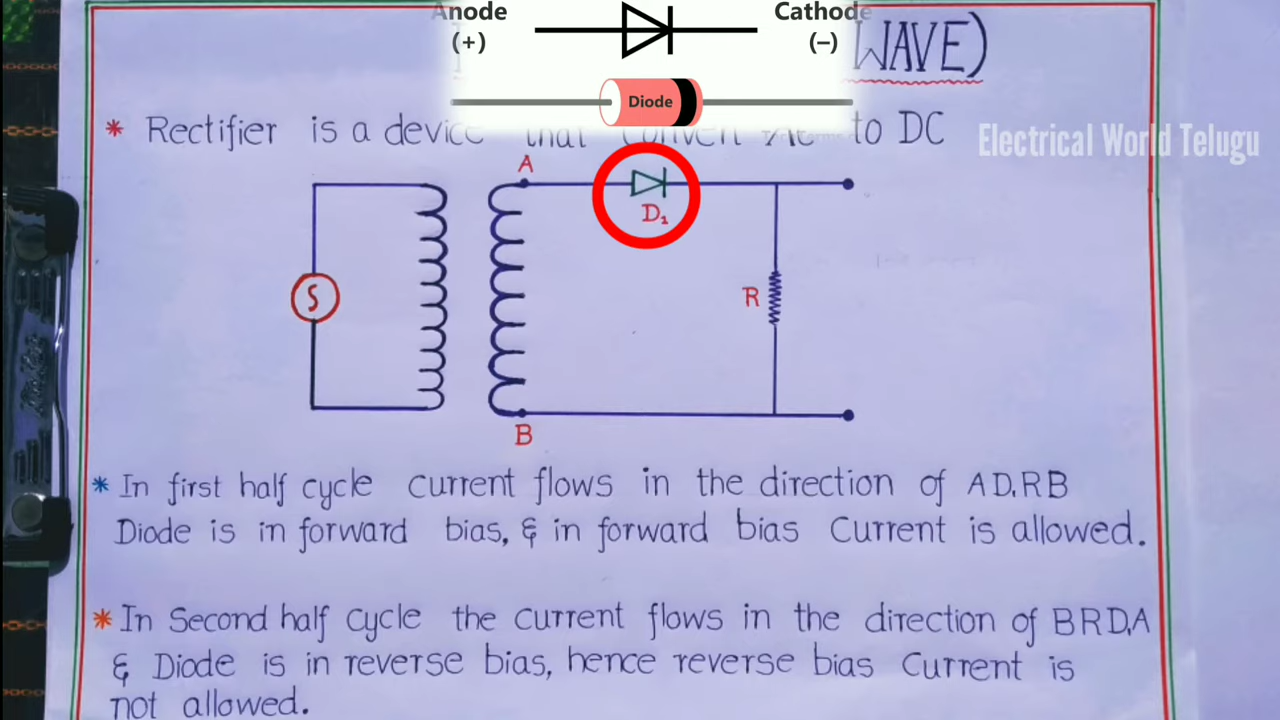 Anode
Cathode
(+)
(–)
WAVE)
Diode
* Rectifier is a device that convert AC to DC
Electrical World Telugu
A
D₁
S
R
B
* In first half cycle current flows in the direction of AD₁RB
Diode is in forward bias, & in forward bias Current is allowed.
* In Second half cycle the current flows in the direction of BRD₁A
& Diode is in reverse bias, hence reverse bias Current is
not allowed.